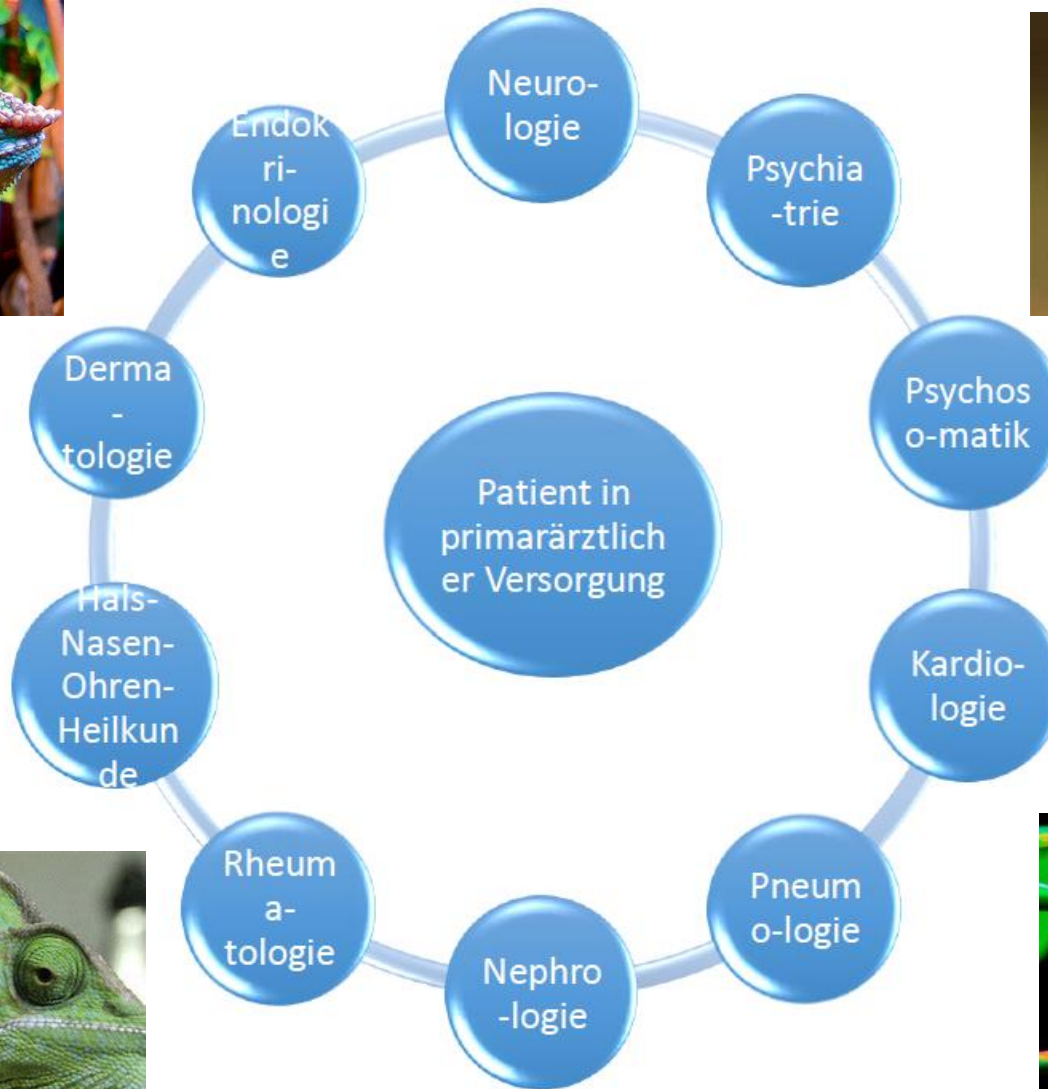 Neuro-
logie
Psychia
-trie
Psychos
o-matik
Kardio-
logie
Pneum
o-logie
Nephro
-logie
Rheum
a-
tologie
Hals-
Nasen-
Ohren-
Heilkun
de
Derma
-
tologie
Endok
ri-
nologi
e
Patient in
primarärztlich
er Versorgung